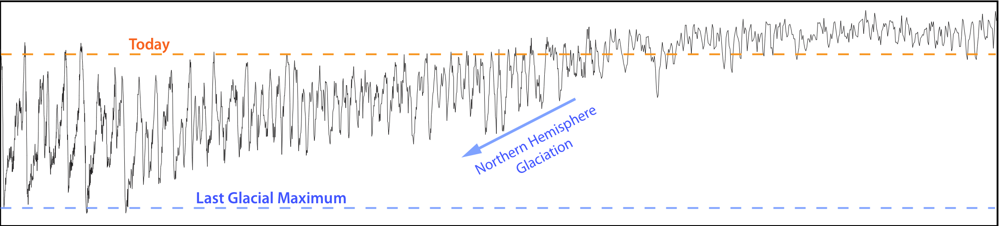 Today
Northern Hemisphere
Glaciation
Last Glacial Maximum